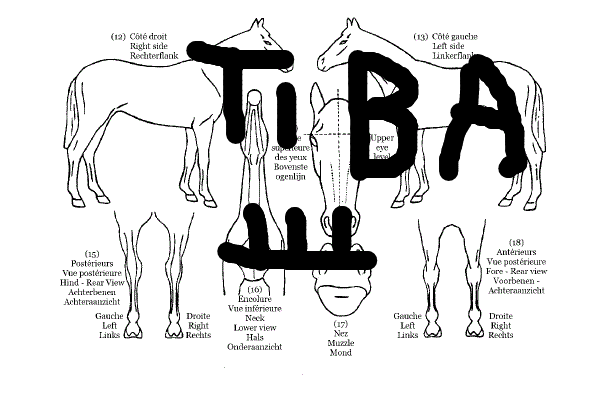 (12) Côté droit
Right side
Rechterflank
(13) Côté gauche
Left side
Linkerflank
TiBA
supérieure
des yeux
Bovenste
ogenlijn
Upper
eye
level
(15)
Postérieurs
Vue postérieure
Hind - Rear View
Achterbenen
Achteraanzicht
Gauche
Left
Links
Droite
Right
Rechts
(16)
Encolure
Vue inférieure
Neck
Lower view
Hals
Onderaanzicht
(17)
Nez
Muzzle
Mond
(18)
Antérieurs
Vue postérieure
Fore - Rear view
Voorbenen -
Achteraanzicht
Gauche
Left
Links
Droite
Right
Rechts